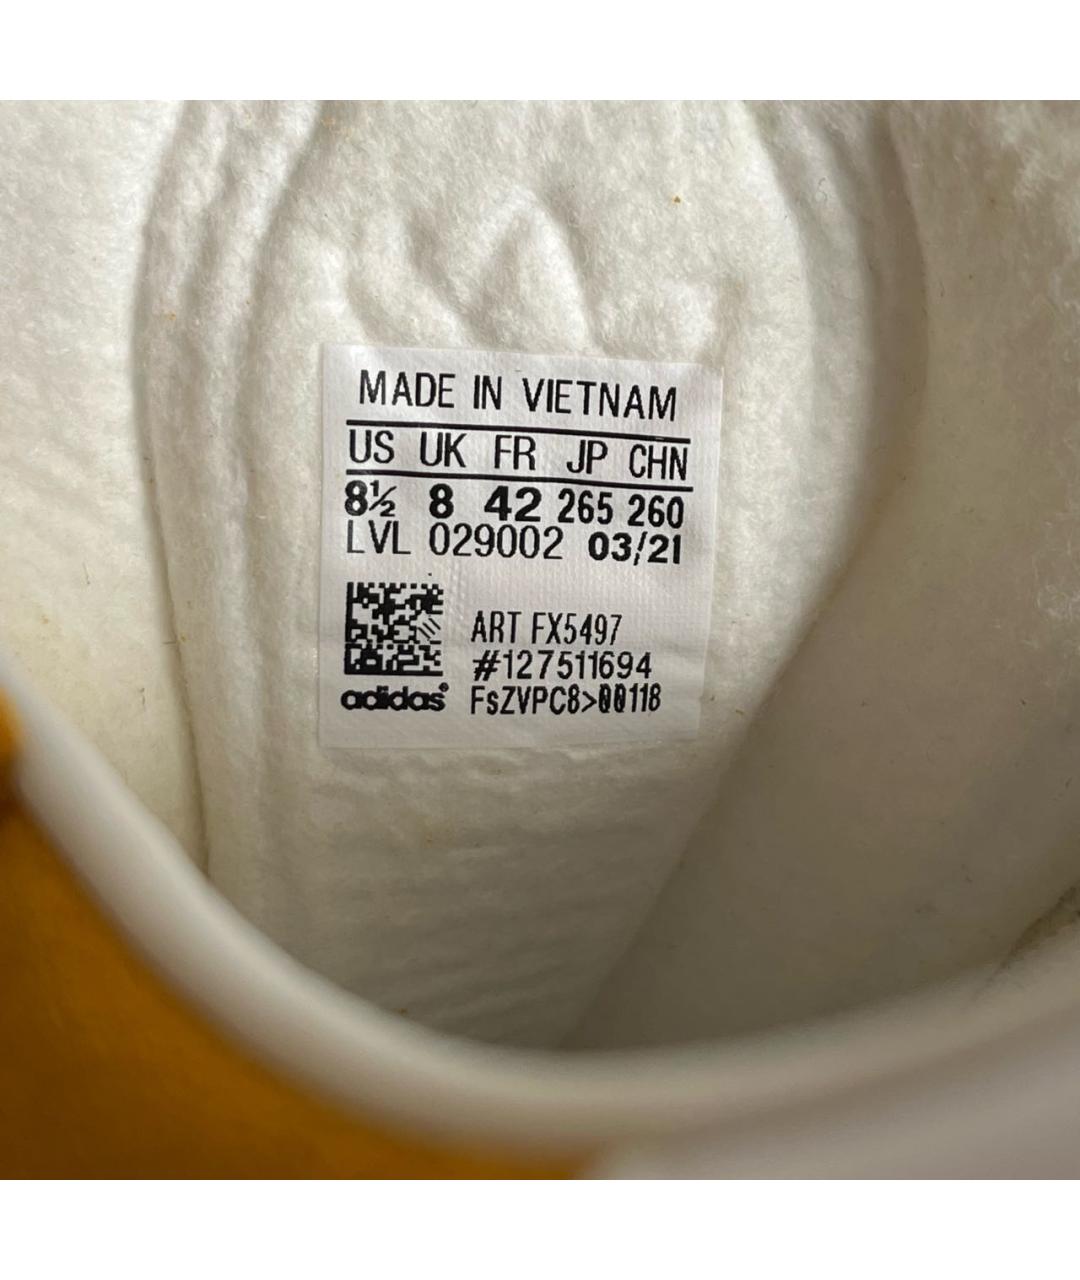 MADE IN VIETNAM
US UK FR JP CHN
8½ 8 42 265 260
LVL 029002 03/21
ART FX5497
#127511694
adidas® FsZVPC8>00118